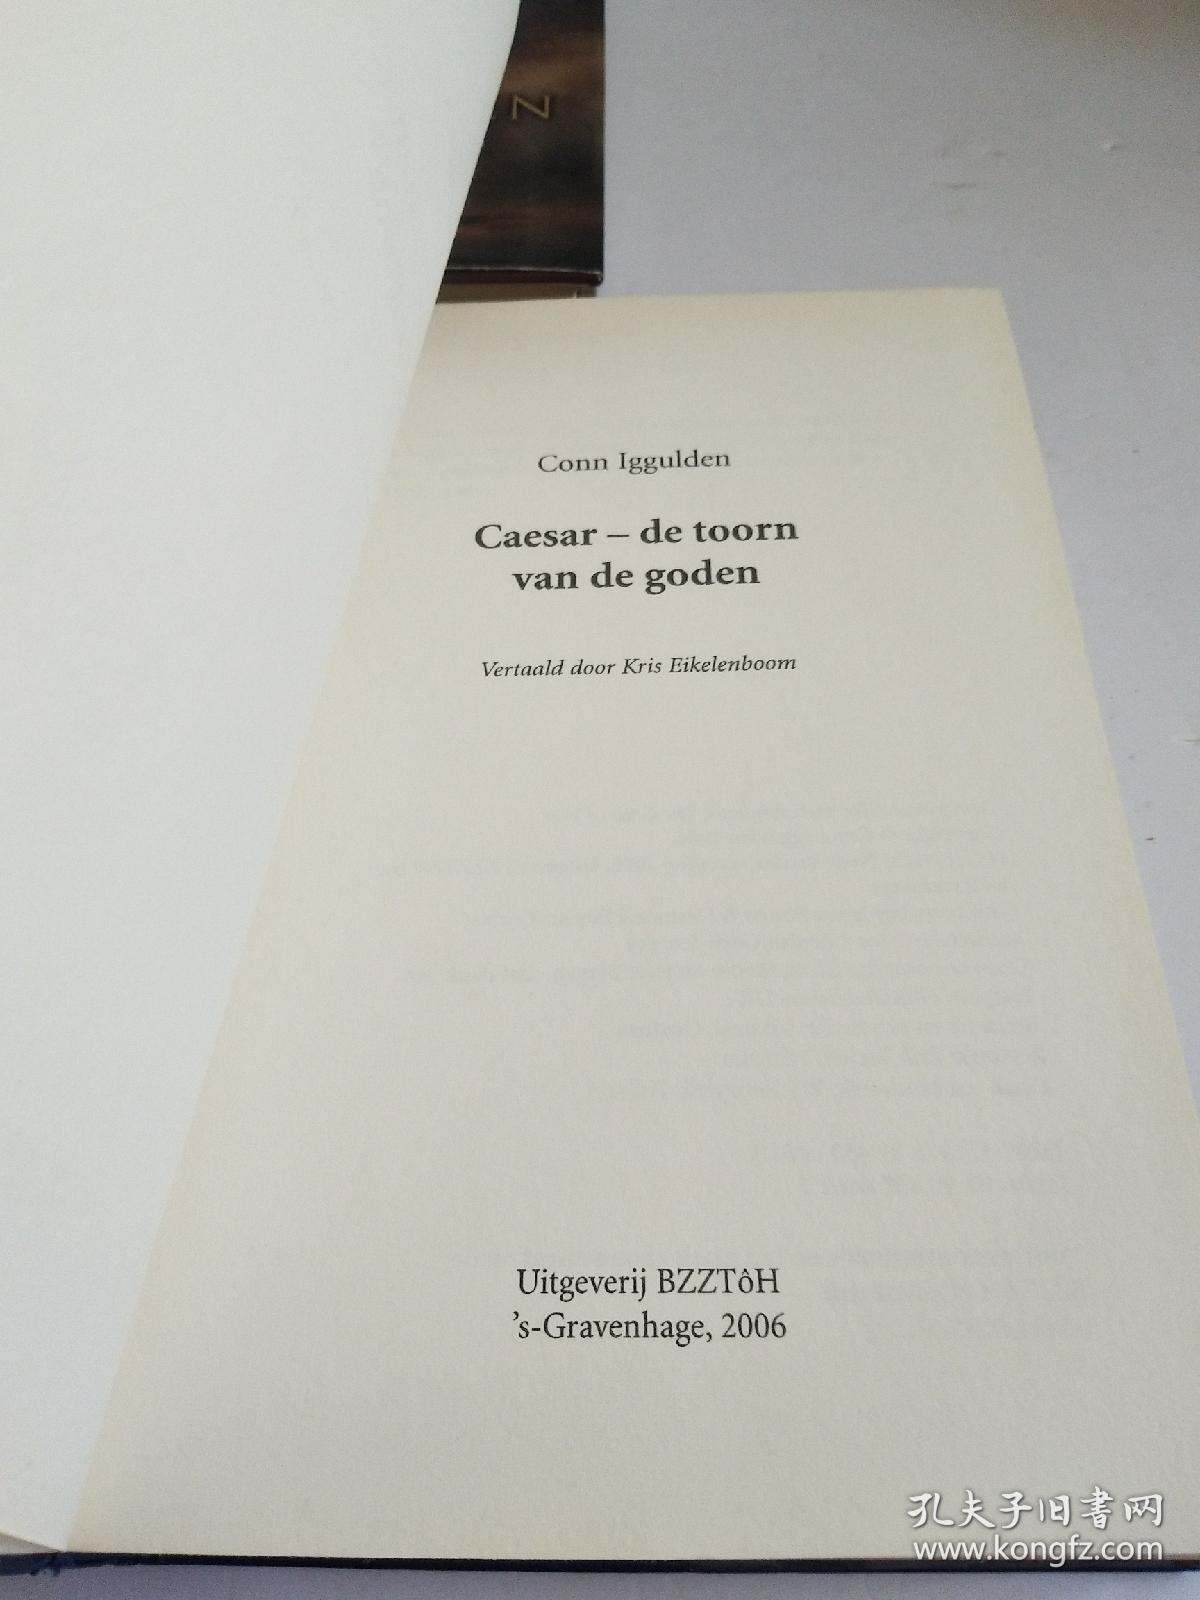 N
Conn Iggulden
Caesar – de toorn
van de goden
Vertaald door Kris Eikelenboom
Uitgeverij BZZTôH
’s-Gravenhage, 2006
孔夫子旧书网
www.kongfz.com